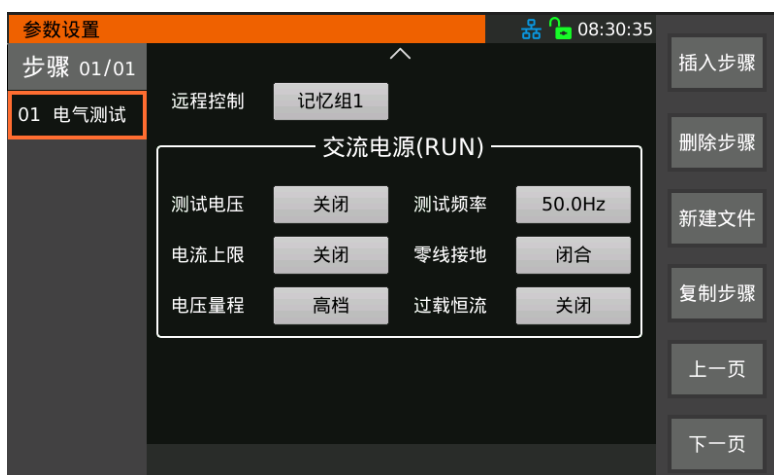 参数设置
08:30:35
步骤 01/01
01 电气测试
远程控制 记忆组1
交流电源(RUN)
测试电压 关闭 测试频率 50.0Hz
电流上限 关闭 零线接地 闭合
电压量程 高档 过载恒流 关闭
插入步骤
删除步骤
新建文件
复制步骤
上一页
下一页